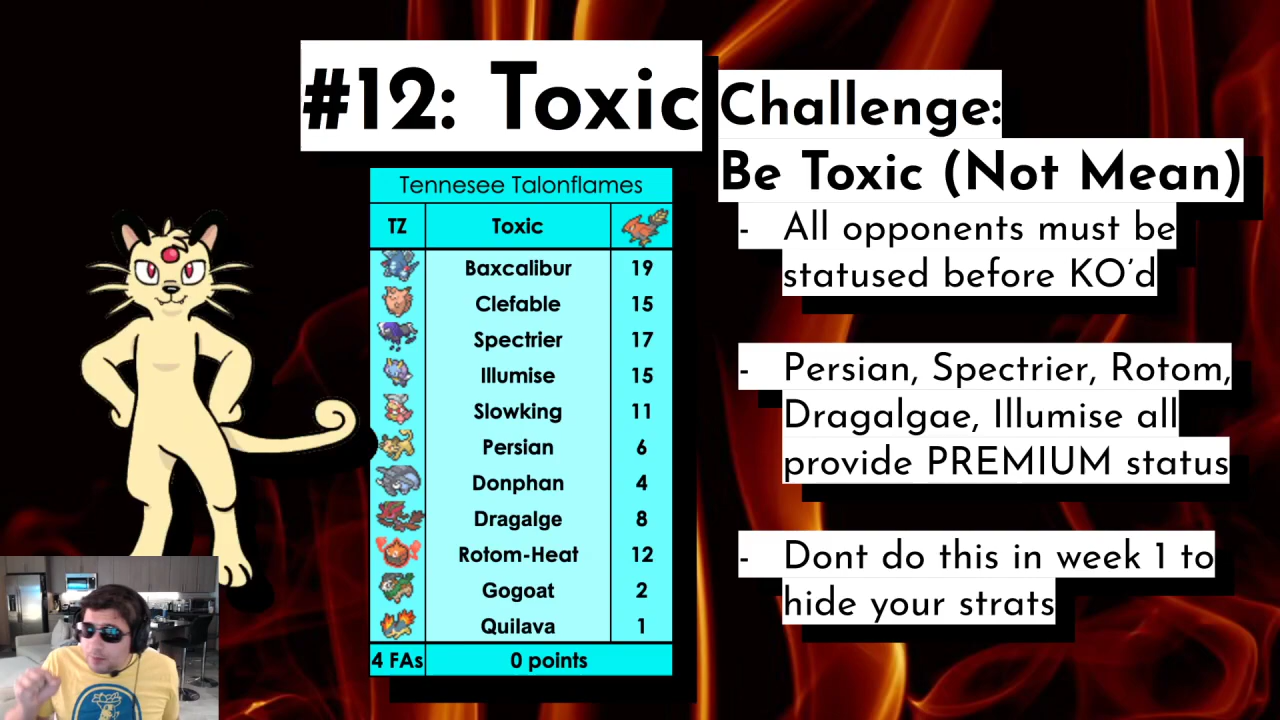 #12: Toxic
Challenge:
Be Toxic (Not Mean)
Tennesee Talonflames
TZ Toxic
Baxcalibur 19
Clefable 15
Spectrier 17
Illumise 15
Slowking 11
Persian 6
Donphan 4
Dragalge 8
Rotom-Heat 12
Gogoat 2
Quilava 1
4 FAs 0 points
- All opponents must be
statused before KO’d
- Persian, Spectrier, Rotom,
Dragalgae, Illumise all
provide PREMIUM status
- Dont do this in week 1 to
hide your strats